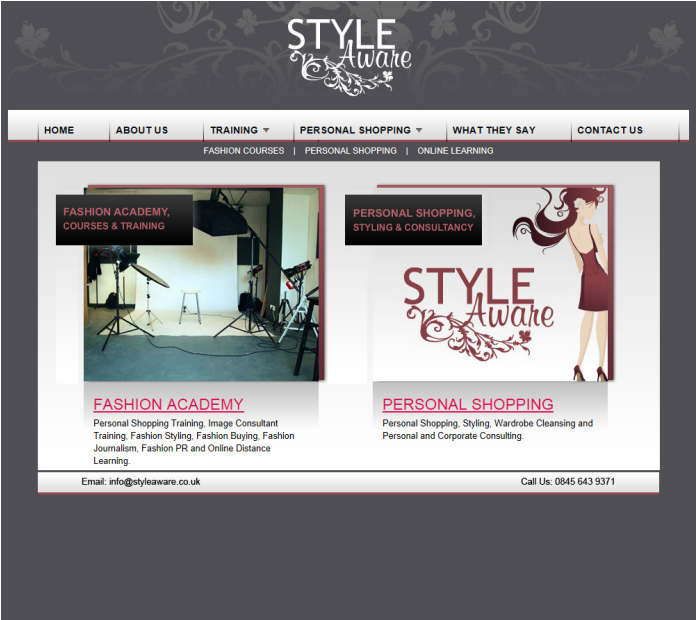 STYLE
Aware
HOME ABOUT US TRAINING PERSONAL SHOPPING WHAT THEY SAY CONTACT US
FASHION COURSES | PERSONAL SHOPPING | ONLINE LEARNING
FASHION ACADEMY,
COURSES & TRAINING
PERSONAL SHOPPING,
STYLING & CONSULTANCY
STYLE
Aware
FASHION ACADEMY
Personal Shopping Training, Image Consultant
Training, Fashion Styling, Fashion Buying, Fashion
Journalism, Fashion PR and Online Distance
Learning.
PERSONAL SHOPPING
Personal Shopping, Styling, Wardrobe Cleansing and
Personal and Corporate Consulting.
Email: info@styleaware.co.uk
Call Us: 0845 643 9371